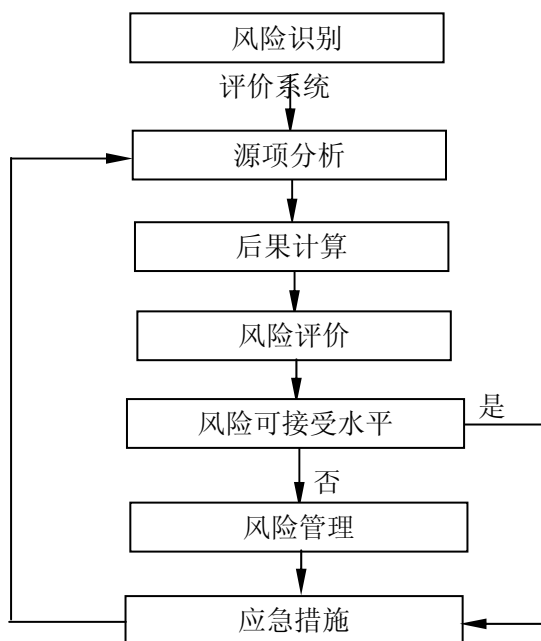 风险识别
评价系统
源项分析
后果计算
风险评价
风险可接受水平
是
否
风险管理
应急措施